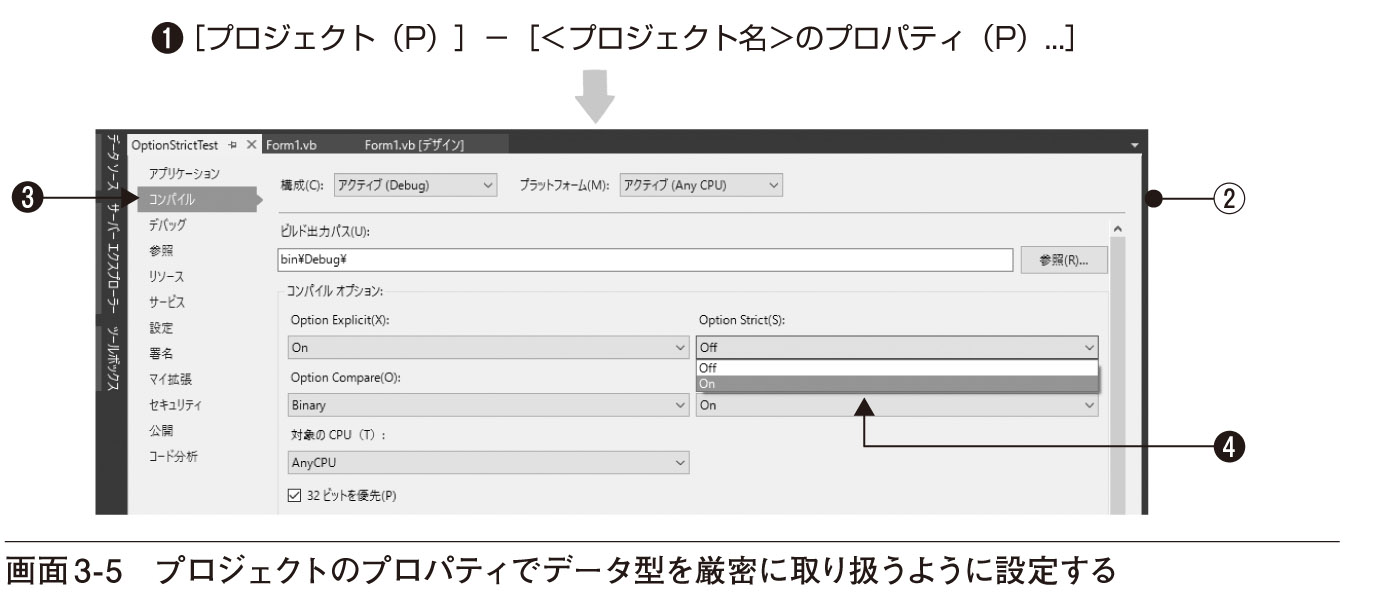 ❶［プロジェクト（P）］－［<プロジェクト名>のプロパティ（P）...］
データ ソース
サーバー エクスプローラー
ツールボックス
OptionStrictTest
Form1.vb
Form1.vb [デザイン]
アプリケーション
コンパイル
デバッグ
参照
リソース
サービス
設定
署名
マイ拡張
セキュリティ
公開
コード分析
❸
構成(C): アクティブ (Debug) プラットフォーム(M): アクティブ (Any CPU)
②
ビルド出力パス(U):
bin¥Debug¥ 参照(R)...
コンパイル オプション:
Option Explicit(X): Option Strict(S):
On Off
Off
Option Compare(O): On
Binary On
対象の CPU（T）:
❹
AnyCPU
32 ビットを優先(P)
画面3-5　プロジェクトのプロパティでデータ型を厳密に取り扱うように設定する